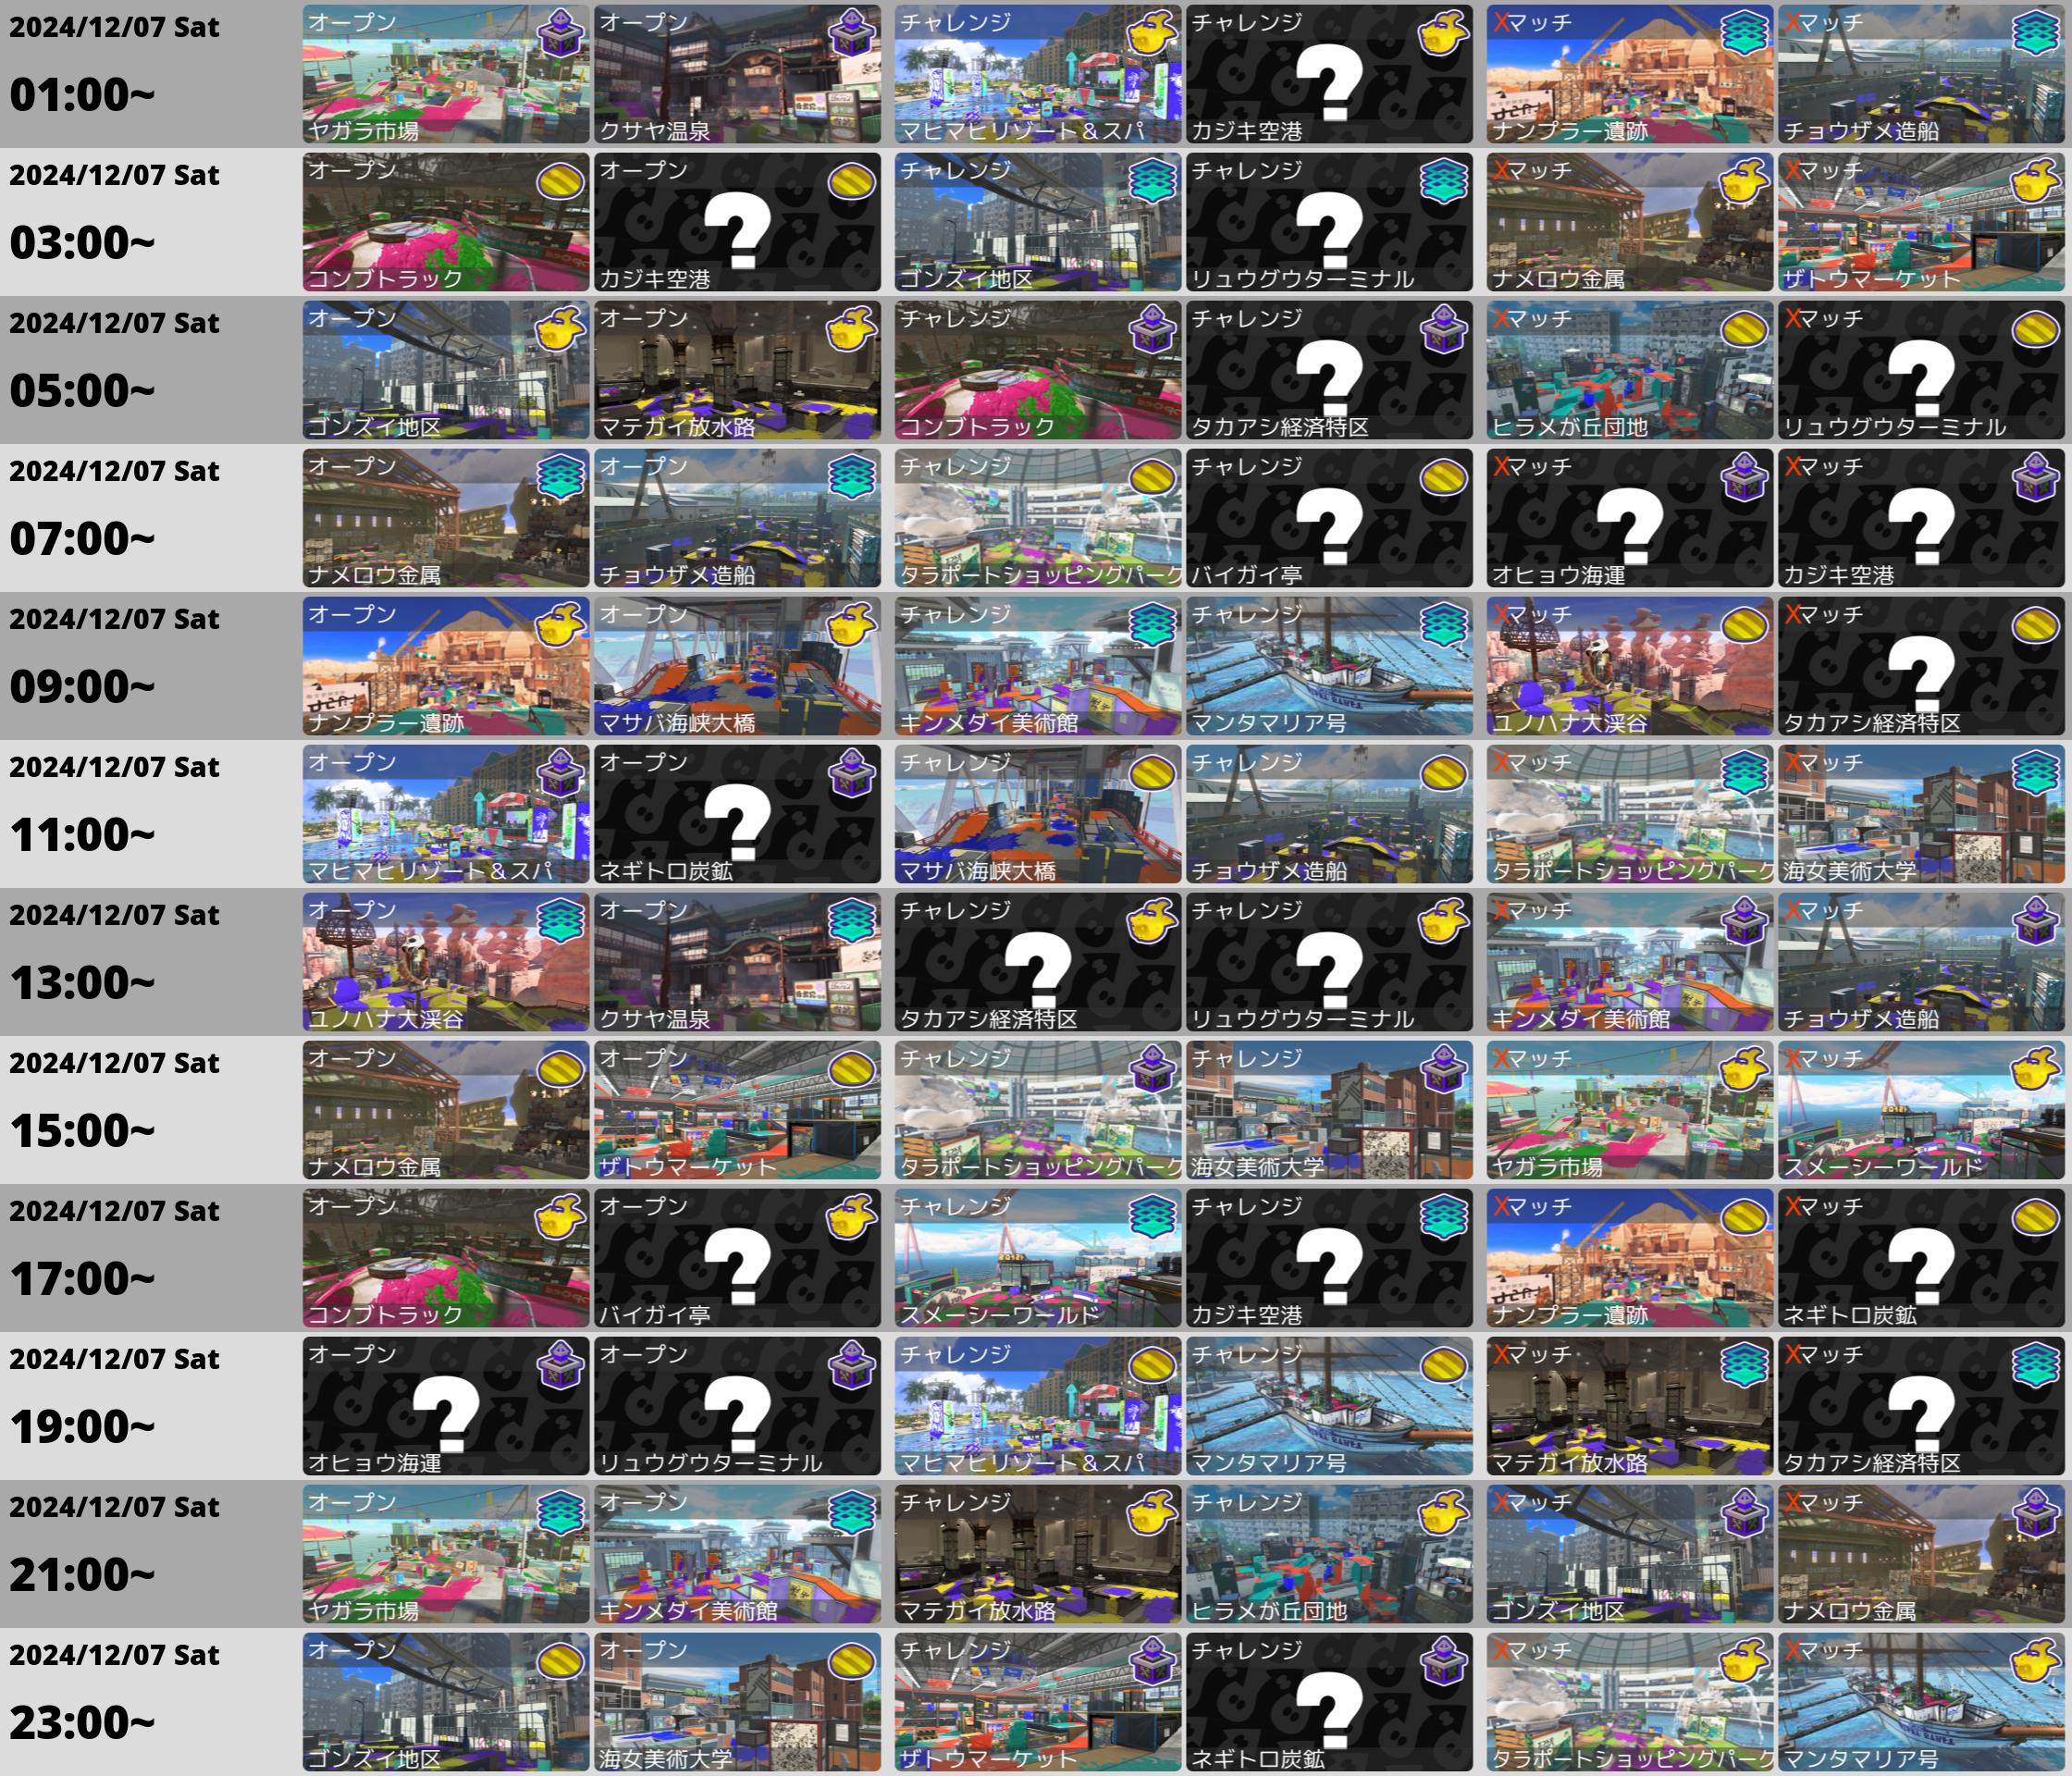 2024/12/07 Sat
01:00~
オープン
ヤガラ市場
オープン
クサヤ温泉
チャレンジ
マヒマヒリゾート＆スパ
チャレンジ
?
カジキ空港
Xマッチ
ナンプラー遺跡
Xマッチ
チョウザメ造船
2024/12/07 Sat
03:00~
オープン
コンブトラック
オープン
?
カジキ空港
チャレンジ
ゴンズイ地区
チャレンジ
?
リュウグウターミナル
Xマッチ
ナメロウ金属
Xマッチ
ザトウマーケット
2024/12/07 Sat
05:00~
オープン
ゴンズイ地区
オープン
マテガイ放水路
チャレンジ
コンブトラック
チャレンジ
?
タカアシ経済特区
Xマッチ
ヒラメが丘団地
Xマッチ
?
リュウグウターミナル
2024/12/07 Sat
07:00~
オープン
ナメロウ金属
オープン
チョウザメ造船
チャレンジ
タラポートショッピングパーク
チャレンジ
?
バイガイ亭
Xマッチ
?
オヒョウ海運
Xマッチ
?
カジキ空港
2024/12/07 Sat
09:00~
オープン
ナンプラー遺跡
オープン
マサバ海峡大橋
チャレンジ
キンメダイ美術館
チャレンジ
マンタマリア号
Xマッチ
ユノハナ大渓谷
Xマッチ
?
タカアシ経済特区
2024/12/07 Sat
11:00~
オープン
マヒマヒリゾート＆スパ
オープン
?
ネギトロ炭鉱
チャレンジ
マサバ海峡大橋
チャレンジ
チョウザメ造船
Xマッチ
タラポートショッピングパーク
Xマッチ
海女美術大学
2024/12/07 Sat
13:00~
オープン
ユノハナ大渓谷
オープン
クサヤ温泉
チャレンジ
?
タカアシ経済特区
チャレンジ
?
リュウグウターミナル
Xマッチ
キンメダイ美術館
Xマッチ
チョウザメ造船
2024/12/07 Sat
15:00~
オープン
ナメロウ金属
オープン
ザトウマーケット
チャレンジ
タラポートショッピングパーク
チャレンジ
海女美術大学
Xマッチ
ヤガラ市場
Xマッチ
スメーシーワールド
2024/12/07 Sat
17:00~
オープン
コンブトラック
オープン
?
バイガイ亭
チャレンジ
スメーシーワールド
チャレンジ
?
カジキ空港
Xマッチ
ナンプラー遺跡
Xマッチ
?
ネギトロ炭鉱
2024/12/07 Sat
19:00~
オープン
?
オヒョウ海運
オープン
?
リュウグウターミナル
チャレンジ
マヒマヒリゾート＆スパ
チャレンジ
マンタマリア号
Xマッチ
マテガイ放水路
Xマッチ
?
タカアシ経済特区
2024/12/07 Sat
21:00~
オープン
ヤガラ市場
オープン
キンメダイ美術館
チャレンジ
マテガイ放水路
チャレンジ
ヒラメが丘団地
Xマッチ
ゴンズイ地区
Xマッチ
ナメロウ金属
2024/12/07 Sat
23:00~
オープン
ゴンズイ地区
オープン
海女美術大学
チャレンジ
ザトウマーケット
チャレンジ
?
ネギトロ炭鉱
Xマッチ
タラポートショッピングパーク
Xマッチ
マンタマリア号